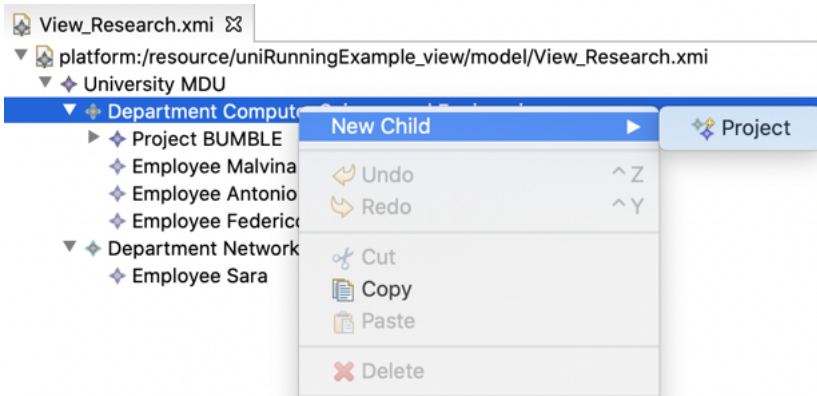 View_Research.xmi
platform:/resource/uniRunningExample_view/model/View_Research.xmi
University MDU
Department Compute
New Child
Project
Project BUMBLE
Employee Malvina
Undo ^Z
Employee Antonio
Redo ^Y
Employee Federico
Department Network
Cut
Employee Sara
Copy
Paste
Delete